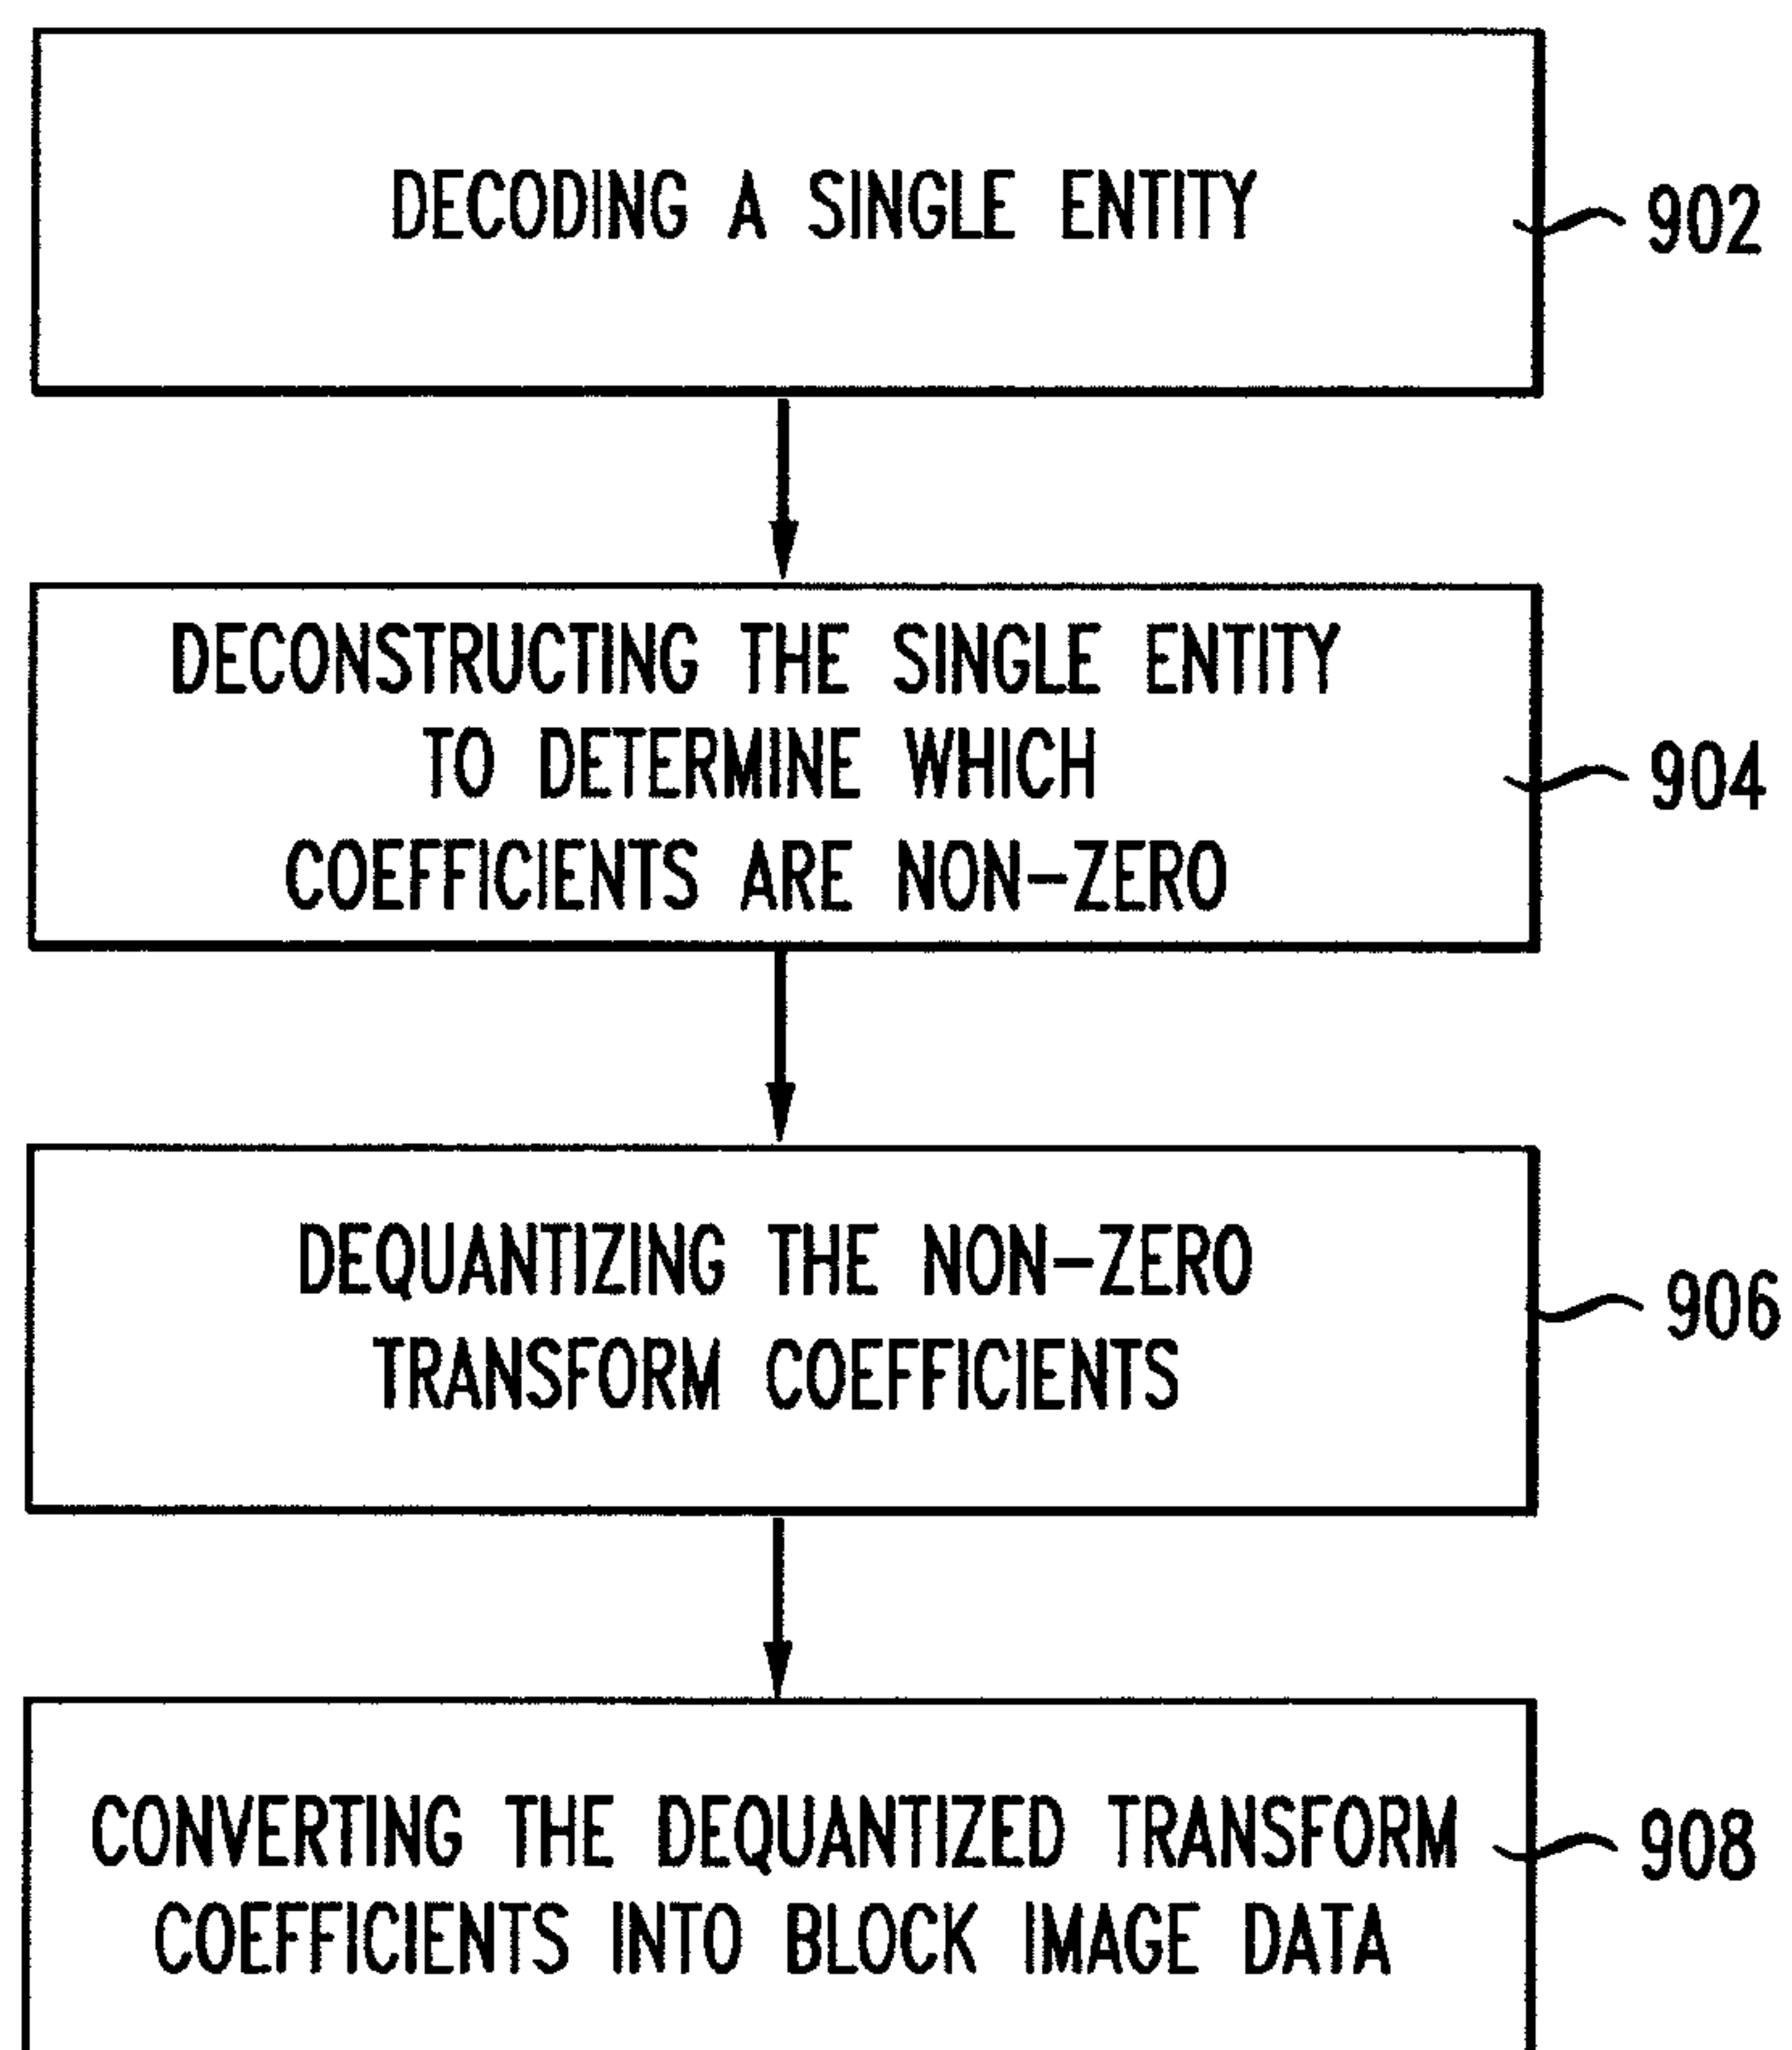 DECODING A SINGLE ENTITY
902
DECONSTRUCTING THE SINGLE ENTITY
TO DETERMINE WHICH
COEFFICIENTS ARE NON-ZERO
904
DEQUANTIZING THE NON-ZERO
TRANSFORM COEFFICIENTS
906
CONVERTING THE DEQUANTIZED TRANSFORM
COEFFICIENTS INTO BLOCK IMAGE DATA
908